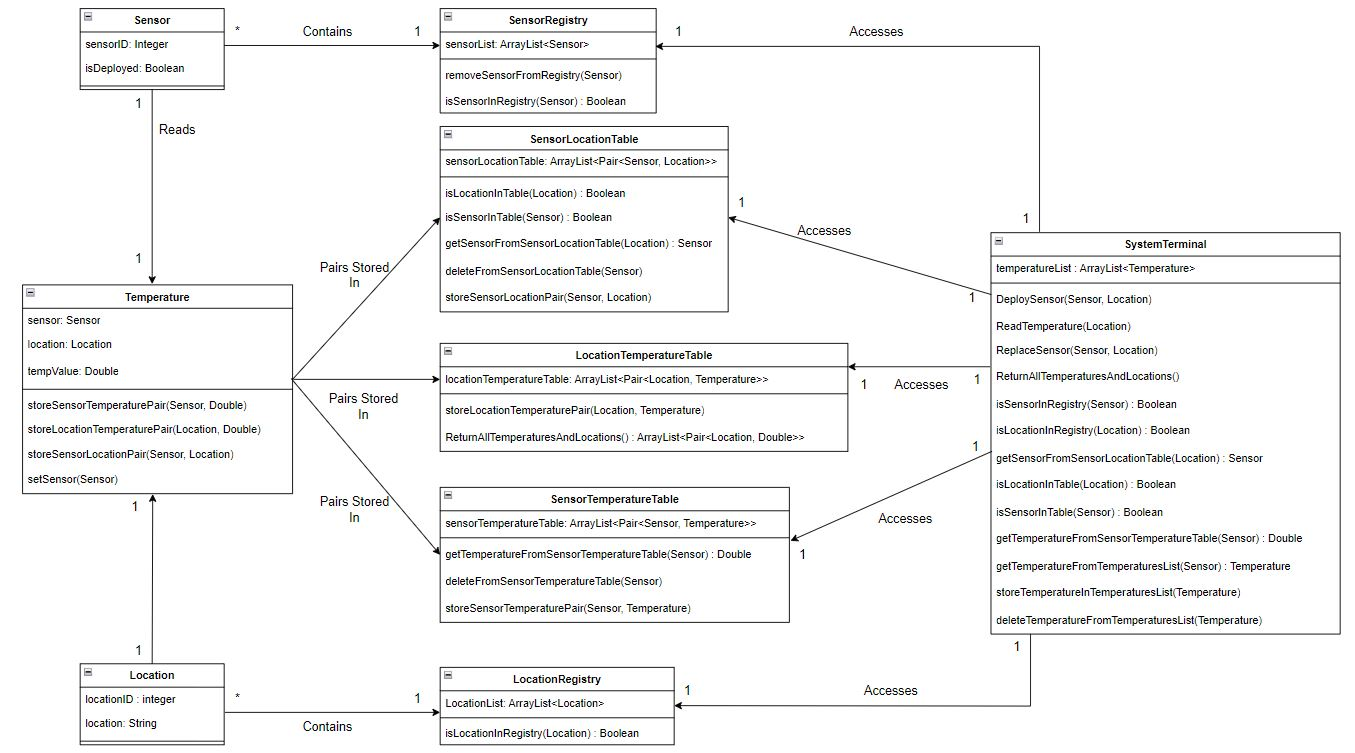 Sensor
sensorID: Integer
isDeployed: Boolean
*
Contains
1
SensorRegistry
sensorList: ArrayList<Sensor>
removeSensorFromRegistry(Sensor)
isSensorInRegistry(Sensor) : Boolean
1
Accesses
1
1
Reads
1
SensorLocationTable
sensorLocationTable: ArrayList<Pair<Sensor, Location>>
isLocationInTable(Location) : Boolean
isSensorInTable(Sensor) : Boolean
getSensorFromSensorLocationTable(Location) : Sensor
deleteFromSensorLocationTable(Sensor)
storeSensorLocationPair(Sensor, Location)
1
Accesses
1
Pairs Stored
In
Temperature
sensor: Sensor
location: Location
tempValue: Double
storeSensorTemperaturePair(Sensor, Double)
storeLocationTemperaturePair(Location, Double)
storeSensorLocationPair(Sensor, Location)
setSensor(Sensor)
Pairs Stored
In
LocationTemperatureTable
locationTemperatureTable: ArrayList<Pair<Location, Temperature>>
storeLocationTemperaturePair(Location, Temperature)
ReturnAllTemperaturesAndLocations() : ArrayList<Pair<Location, Double>>
1
Accesses
1
Pairs Stored
In
SensorTemperatureTable
sensorTemperatureTable: ArrayList<Pair<Sensor, Temperature>>
getTemperatureFromSensorTemperatureTable(Sensor) : Double
deleteFromSensorTemperatureTable(Sensor)
storeSensorTemperaturePair(Sensor, Temperature)
1
Accesses
1
SystemTerminal
temperatureList : ArrayList<Temperature>
DeploySensor(Sensor, Location)
ReadTemperature(Location)
ReplaceSensor(Sensor, Location)
ReturnAllTemperaturesAndLocations()
isSensorInRegistry(Sensor) : Boolean
isLocationInRegistry(Location) : Boolean
getSensorFromSensorLocationTable(Location) : Sensor
isLocationInTable(Location) : Boolean
isSensorInTable(Sensor) : Boolean
getTemperatureFromSensorTemperatureTable(Sensor) : Double
getTemperatureFromTemperaturesList(Sensor) : Temperature
storeTemperatureInTemperaturesList(Temperature)
deleteTemperatureFromTemperaturesList(Temperature)
1
1
Location
locationID : integer
location: String
*
Contains
1
LocationRegistry
LocationList: ArrayList<Location>
isLocationInRegistry(Location) : Boolean
1
Accesses
1